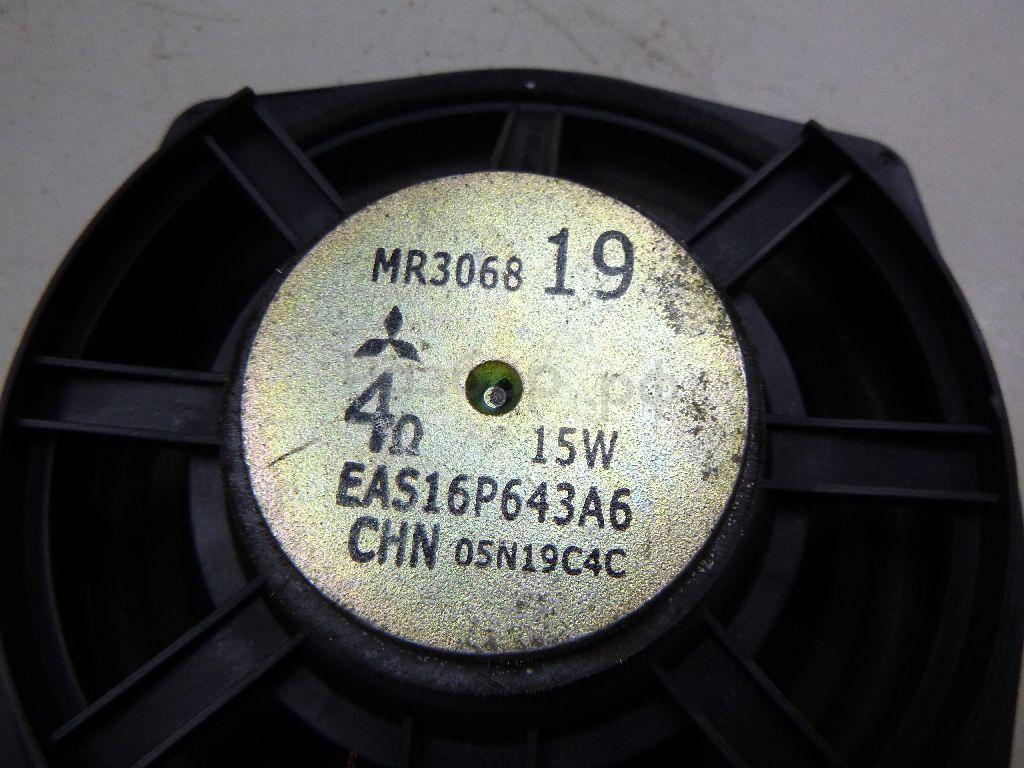 MR3068 19
4Ω 15W
EAS16P643A6
CHN 05N19C4C